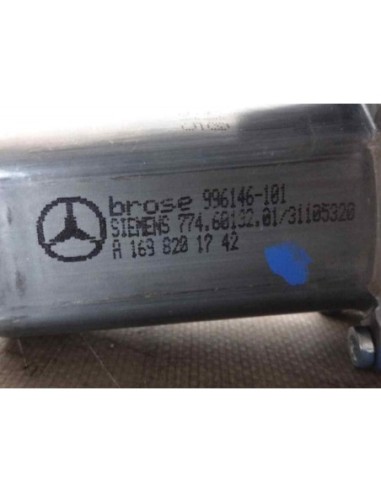 brose 996146-101
SIEMENS 774.60132.01/31105320
A 169 820 17 42